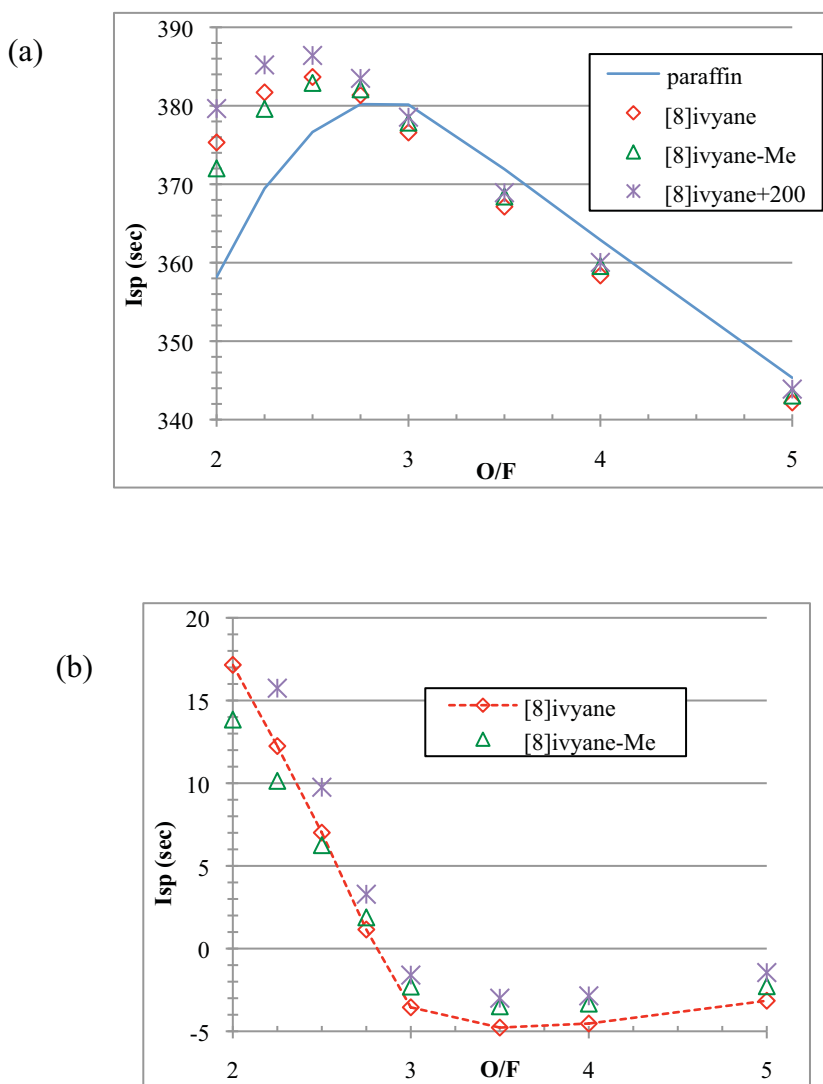 (a)
390
380
370
360
350
340
Isp (sec)
2
3
4
5
O/F
paraffin
[8]ivyane
[8]ivyane-Me
[8]ivyane+200
(b)
20
15
10
5
0
-5
Isp (sec)
2
3
4
5
O/F
[8]ivyane
[8]ivyane-Me